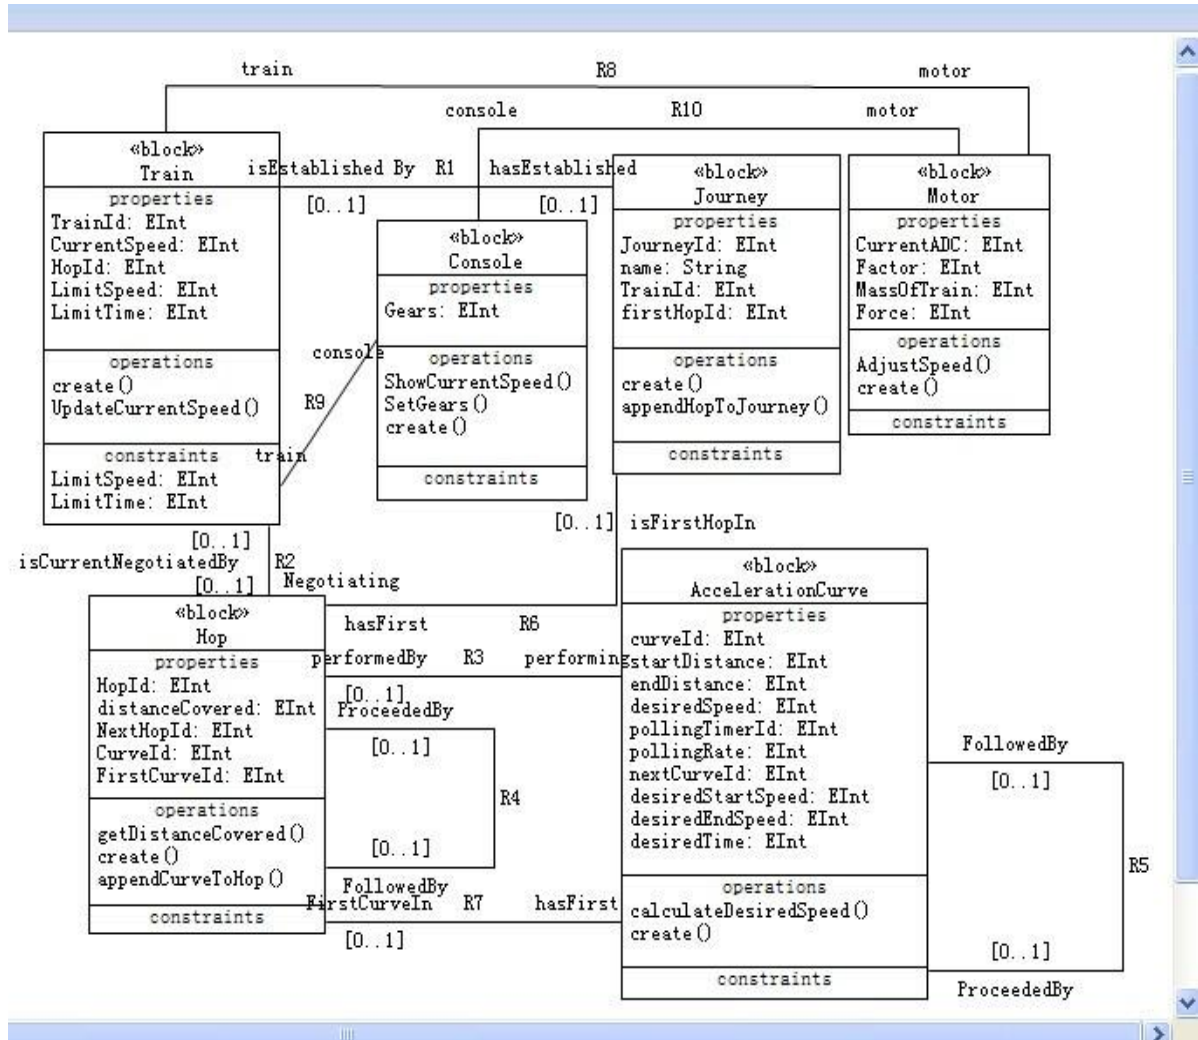 train R8 motor
console R10 motor
«block»
Train
properties
TrainId: EInt
CurrentSpeed: EInt
HopId: EInt
LimitSpeed: EInt
LimitTime: EInt
operations
create()
UpdateCurrentSpeed()
constraints
LimitSpeed: EInt
LimitTime: EInt
isEstablished By R1 hasEstablished
[0..1] [0..1]
«block»
Console
properties
Gears: EInt
operations
ShowCurrentSpeed()
SetGears()
create()
constraints
console
R9
train
«block»
Journey
properties
JourneyId: EInt
name: String
TrainId: EInt
firstHopId: EInt
operations
create()
appendHopToJourney()
constraints
«block»
Motor
properties
CurrentADC: EInt
Factor: EInt
MassOfTrain: EInt
Force: EInt
operations
AdjustSpeed()
create()
constraints
[0..1] isFirstHopIn
[0..1]
isCurrentNegotiatedBy R2
[0..1] Negotiating
hasFirst R6
«block»
Hop
properties
HopId: EInt
distanceCovered: EInt
NextHopId: EInt
CurveId: EInt
FirstCurveId: EInt
operations
getDistanceCovered()
create()
appendCurveToHop()
constraints
performedBy R3 performing
[0..1]
ProceededBy
[0..1]
R4
[0..1]
FollowedBy
FirstCurveIn R7 hasFirst
[0..1]
«block»
AccelerationCurve
properties
curveId: EInt
startDistance: EInt
endDistance: EInt
desiredSpeed: EInt
pollingTimerId: EInt
pollingRate: EInt
nextCurveId: EInt
desiredStartSpeed: EInt
desiredEndSpeed: EInt
desiredTime: EInt
operations
calculateDesiredSpeed()
create()
constraints
FollowedBy
[0..1]
R5
[0..1]
ProceededBy